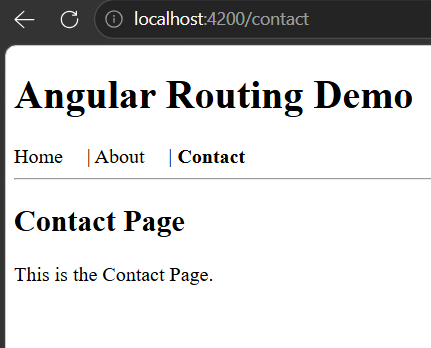 localhost:4200/contact
Angular Routing Demo
Home | About | Contact
Contact Page
This is the Contact Page.